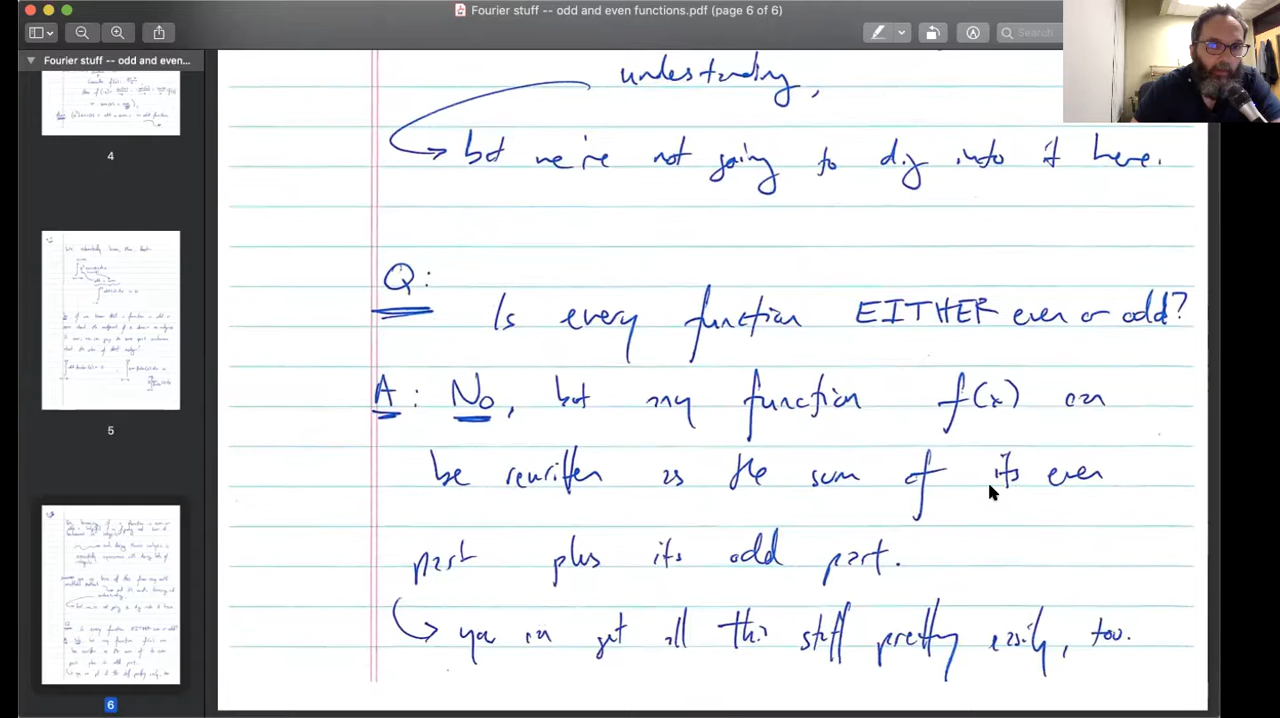 Fourier stuff -- odd and even functions.pdf (page 6 of 6)
Search
Fourier stuff -- odd and even...
4
5
6
understanding,
but we're not going to dig into it here.
Q:
Is every function EITHER even or odd?
A: No, but any function f(x) can
be rewritten as the sum of its even
part plus its odd part.
you can get all this stuff pretty easily, too.